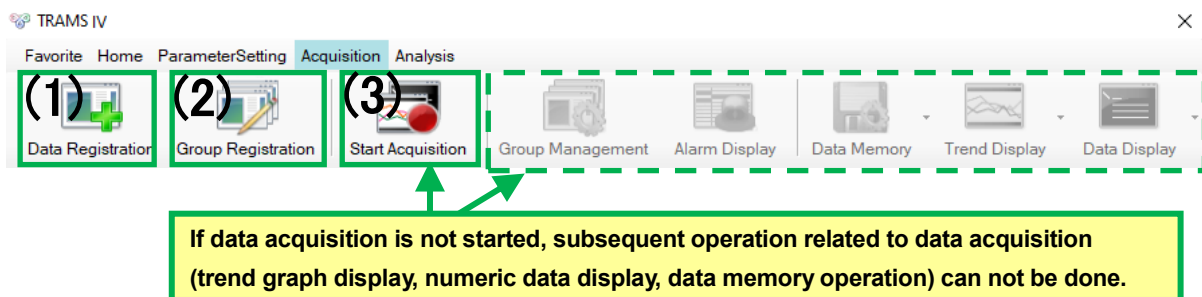 TRAMS IV
Favorite Home ParameterSetting Acquisition Analysis
(1) (2) (3)
Data Registration Group Registration Start Acquisition Group Management Alarm Display Data Memory Trend Display Data Display
If data acquisition is not started, subsequent operation related to data acquisition
(trend graph display, numeric data display, data memory operation) can not be done.